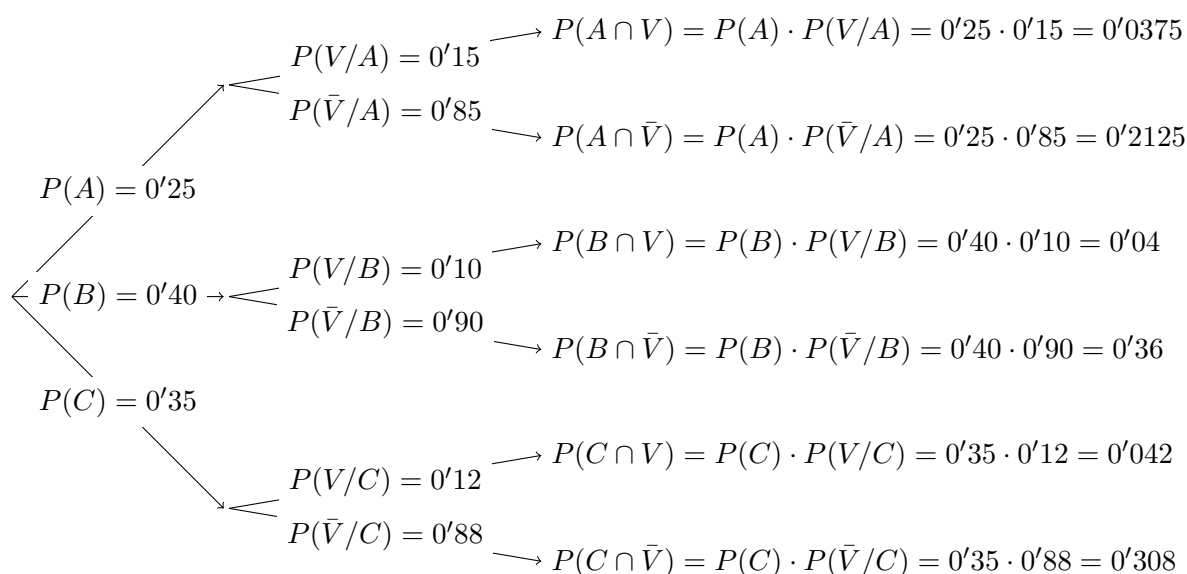 P(A ∩ V) = P(A) · P(V/A) = 0'25 · 0'15 = 0'0375
P(V/A) = 0'15
P(V̄/A) = 0'85
P(A ∩ V̄) = P(A) · P(V̄/A) = 0'25 · 0'85 = 0'2125
P(A) = 0'25
P(B ∩ V) = P(B) · P(V/B) = 0'40 · 0'10 = 0'04
P(V/B) = 0'10
P(B) = 0'40
P(V̄/B) = 0'90
P(B ∩ V̄) = P(B) · P(V̄/B) = 0'40 · 0'90 = 0'36
P(C) = 0'35
P(C ∩ V) = P(C) · P(V/C) = 0'35 · 0'12 = 0'042
P(V/C) = 0'12
P(V̄/C) = 0'88
P(C ∩ V̄) = P(C) · P(V̄/C) = 0'35 · 0'88 = 0'308